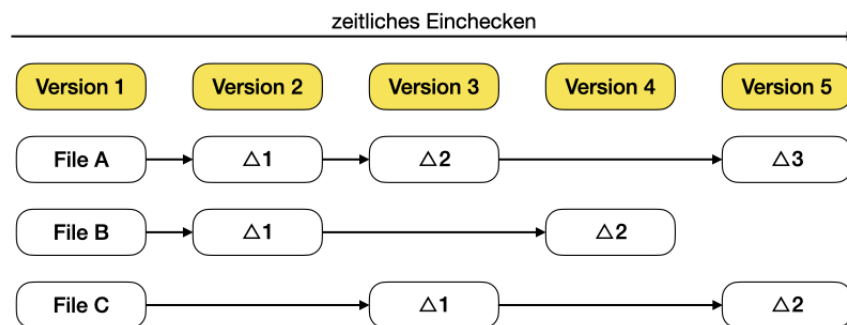 zeitliches Einchecken
Version 1 Version 2 Version 3 Version 4 Version 5
File A △1 △2 △3
File B △1 △2
File C △1 △2